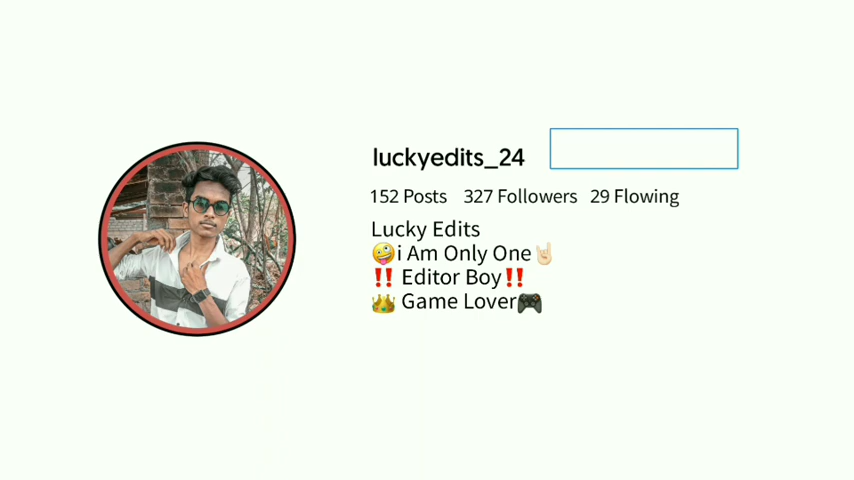 luckyedits_24
152 Posts 327 Followers 29 Flowing
Lucky Edits
🤪i Am Only One🤘🏻
‼️ Editor Boy‼️
👑 Game Lover🎮